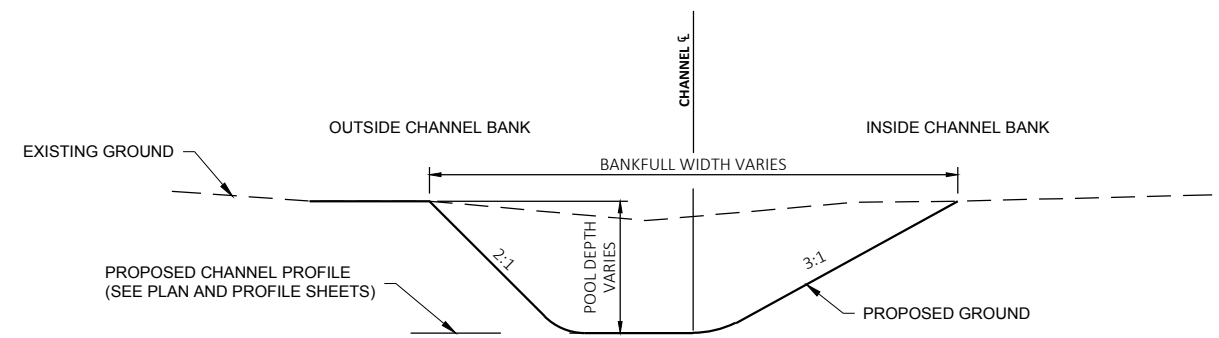 CHANNEL ℄
OUTSIDE CHANNEL BANK
INSIDE CHANNEL BANK
EXISTING GROUND
BANKFULL WIDTH VARIES
POOL DEPTH
VARIES
2:1
3:1
PROPOSED CHANNEL PROFILE
(SEE PLAN AND PROFILE SHEETS)
PROPOSED GROUND